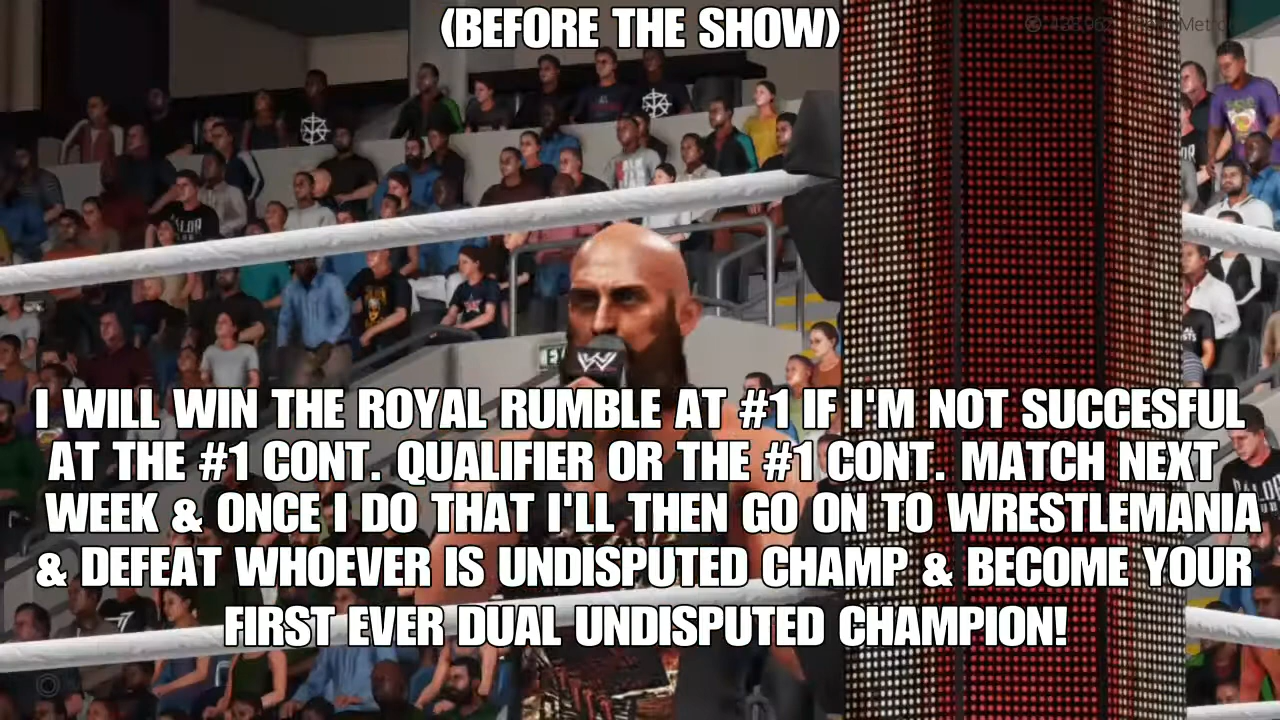 (BEFORE THE SHOW)
I WILL WIN THE ROYAL RUMBLE AT #1 IF I'M NOT SUCCESFUL
AT THE #1 CONT. QUALIFIER OR THE #1 CONT. MATCH NEXT
WEEK & ONCE I DO THAT I'LL THEN GO ON TO WRESTLEMANIA
& DEFEAT WHOEVER IS UNDISPUTED CHAMP & BECOME YOUR
FIRST EVER DUAL UNDISPUTED CHAMPION!